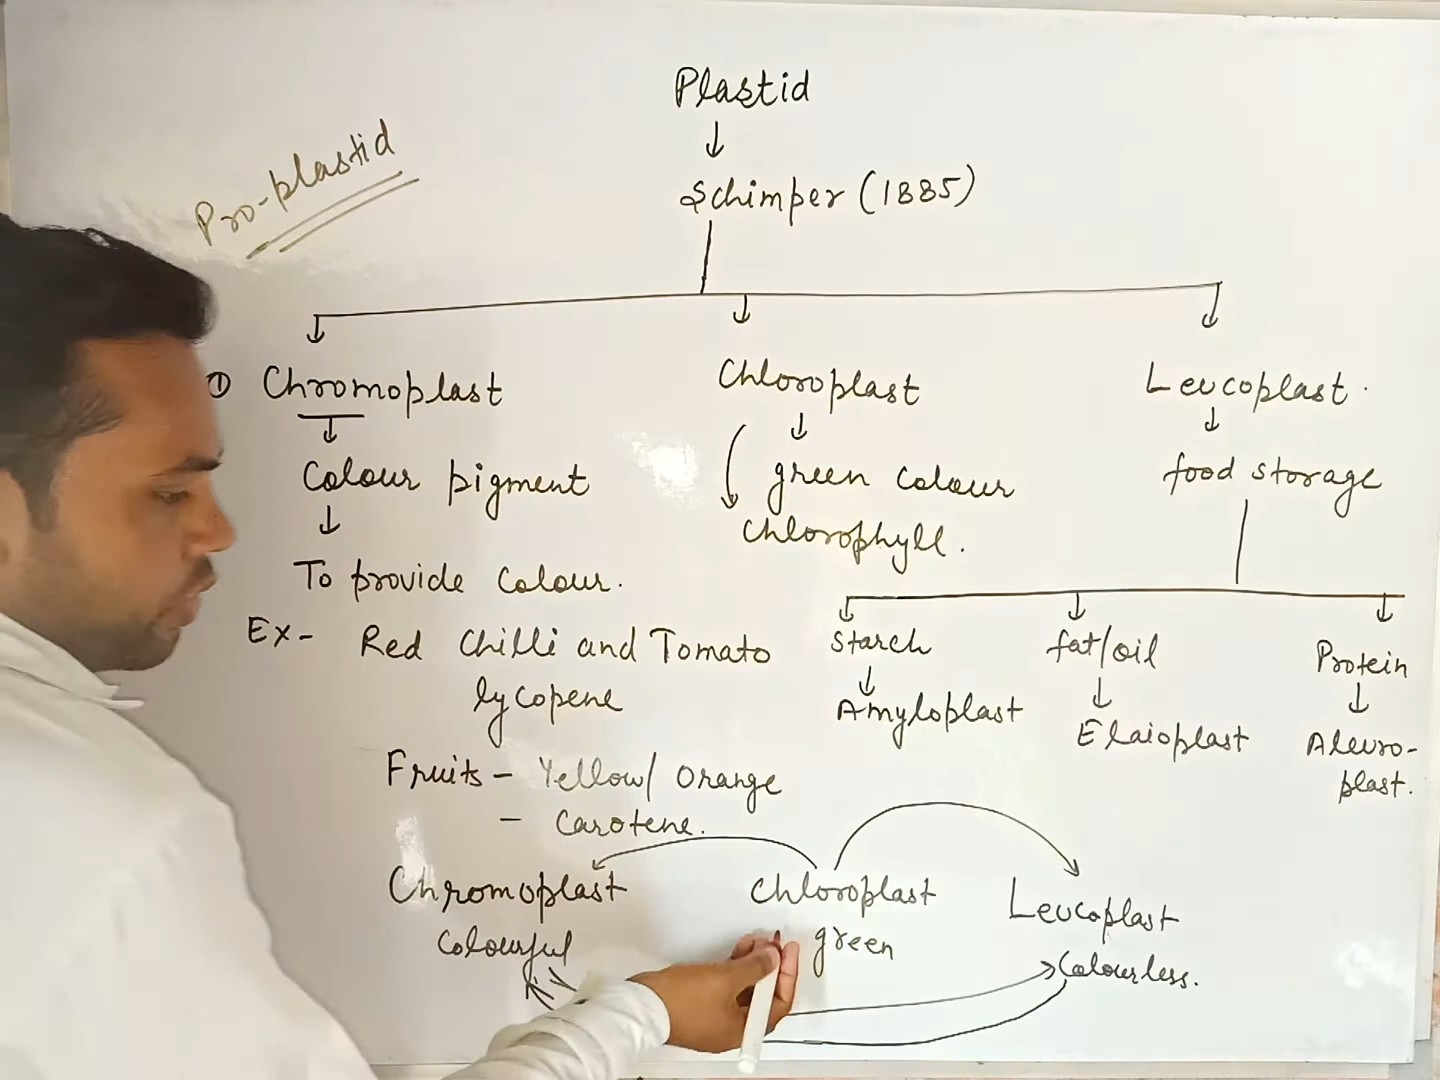 Plastid
Pro-plastid
Schimper (1885)
① Chromoplast
Chloroplast
Leucoplast.
Colour pigment
green colour
food storage
Chlorophyll.
To provide colour.
Ex- Red Chilli and Tomato
lycopene
Starch
fat/oil
Protein
Amyloplast
Elaioplast
Aleuro-
plast.
Fruits - Yellow/ Orange
- Carotene.
Chromoplast
Chloroplast
Leucoplast
colourful
green
Colourless.